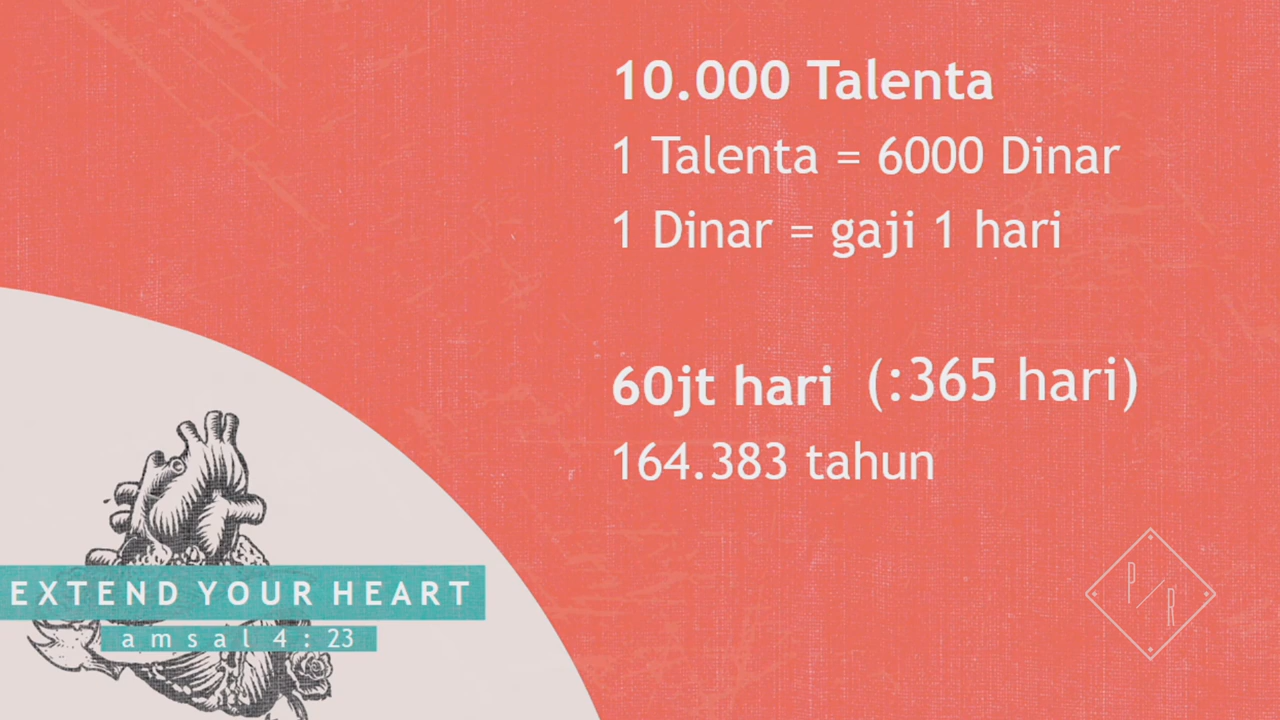 10.000 Talenta
1 Talenta = 6000 Dinar
1 Dinar = gaji 1 hari
60jt hari (:365 hari)
164.383 tahun
EXTEND YOUR HEART
amsal 4:23
P/R